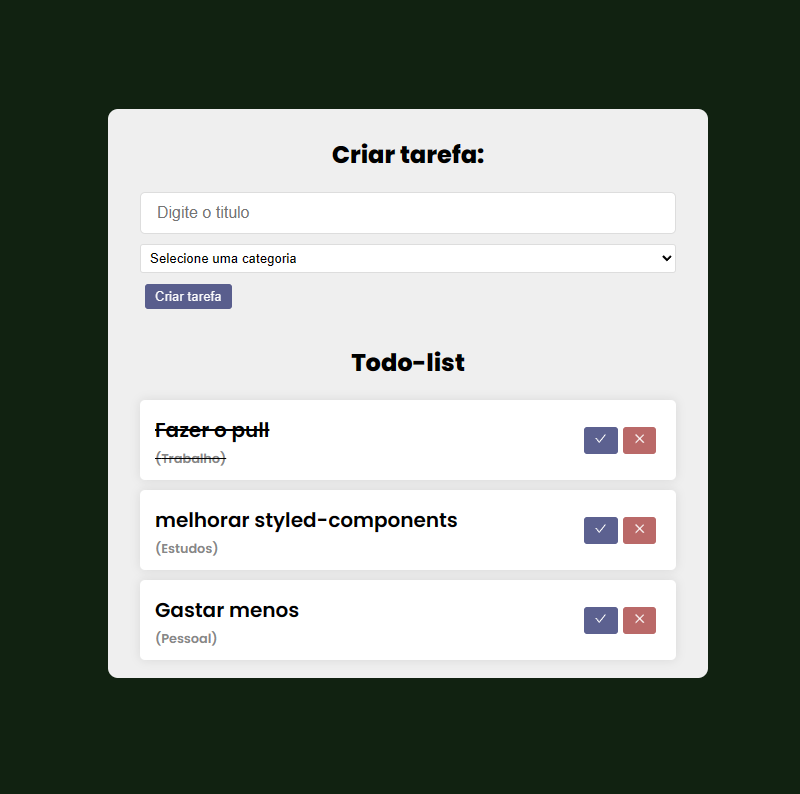 Criar tarefa:
Digite o titulo
Selecione uma categoria
Criar tarefa
Todo-list
Fazer o pull
(Trabalho)
melhorar styled-components
(Estudos)
Gastar menos
(Pessoal)